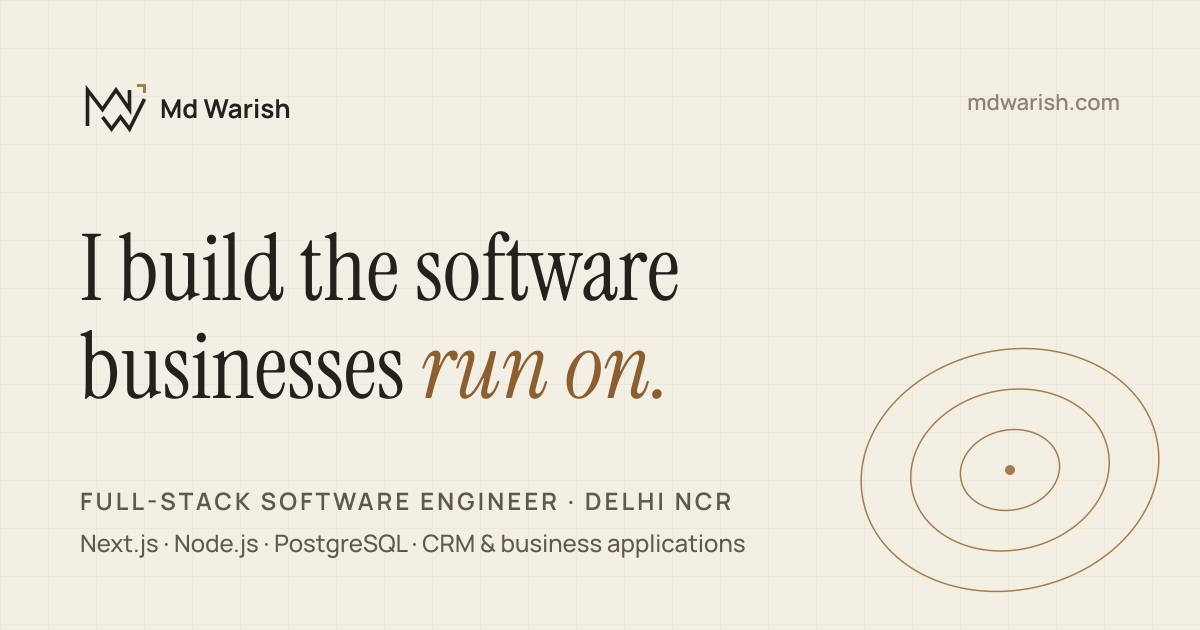 Md Warish
mdwarish.com
I build the software
businesses run on.
FULL-STACK SOFTWARE ENGINEER · DELHI NCR
Next.js · Node.js · PostgreSQL · CRM & business applications